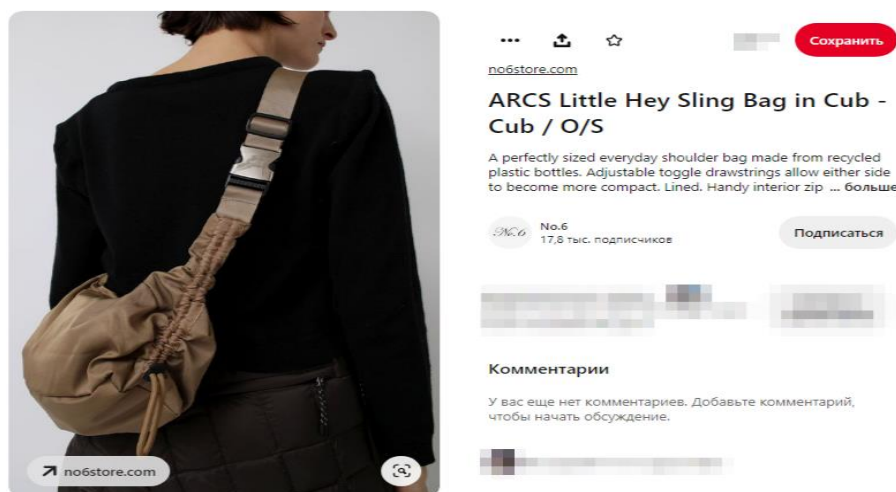 Сохранить
no6store.com
ARCS Little Hey Sling Bag in Cub -
Cub / O/S
A perfectly sized everyday shoulder bag made from recycled
plastic bottles. Adjustable toggle drawstrings allow either side
to become more compact. Lined. Handy interior zip ... больше
No.6
No.6
17,8 тыс. подписчиков
Подписаться
Комментарии
У вас еще нет комментариев. Добавьте комментарий,
чтобы начать обсуждение.
no6store.com